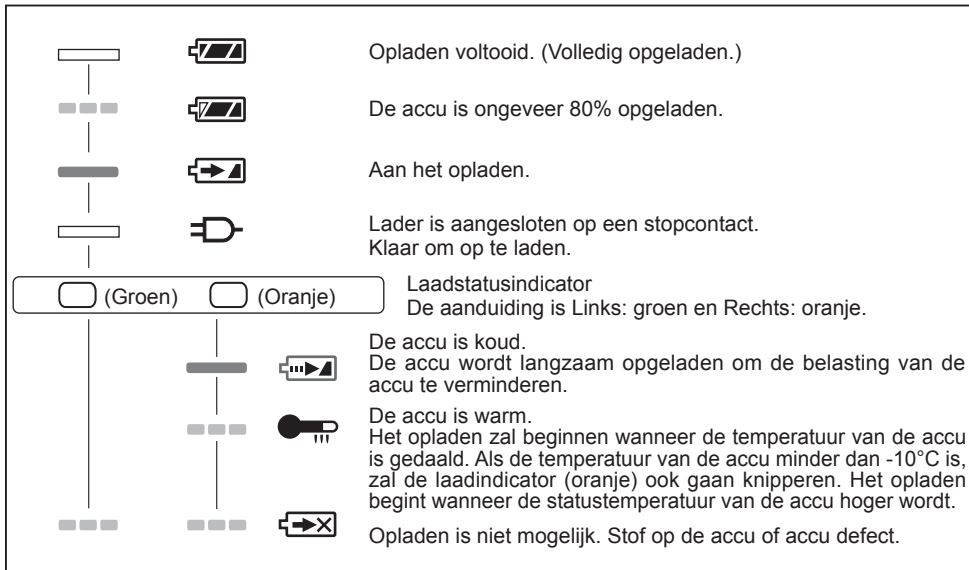 Opladen voltooid. (Volledig opgeladen.)
De accu is ongeveer 80% opgeladen.
Aan het opladen.
Lader is aangesloten op een stopcontact.
Klaar om op te laden.
(Groen) (Oranje)
Laadstatusindicator
De aanduiding is Links: groen en Rechts: oranje.
De accu is koud.
De accu wordt langzaam opgeladen om de belasting van de
accu te verminderen.
De accu is warm.
Het opladen zal beginnen wanneer de temperatuur van de accu
is gedaald. Als de temperatuur van de accu minder dan -10°C is,
zal de laadindicator (oranje) ook gaan knipperen. Het opladen
begint wanneer de statustemperatuur van de accu hoger wordt.
Opladen is niet mogelijk. Stof op de accu of accu defect.